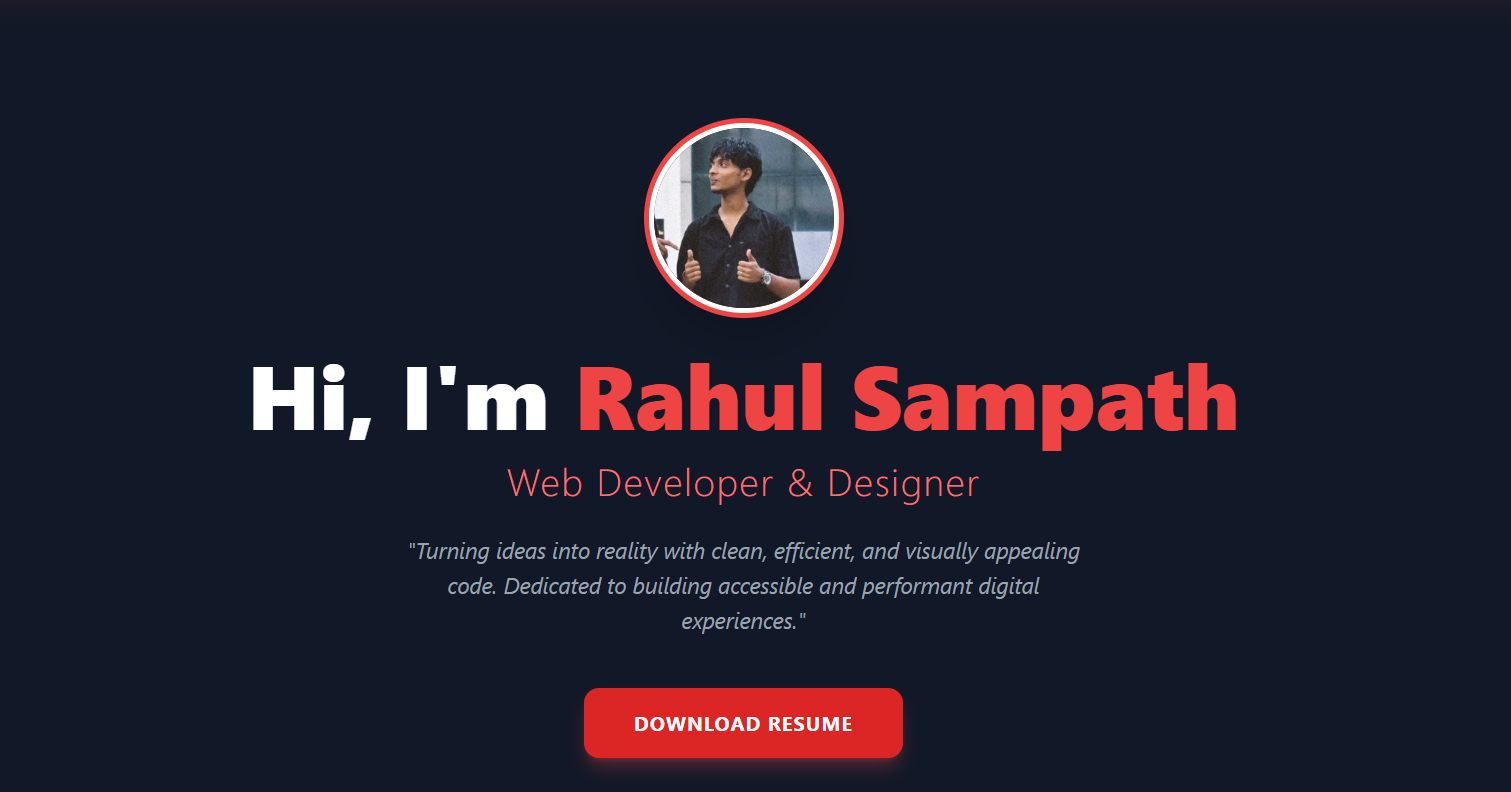 Hi, I'm Rahul Sampath
Web Developer & Designer
"Turning ideas into reality with clean, efficient, and visually appealing
code. Dedicated to building accessible and performant digital
experiences."
DOWNLOAD RESUME